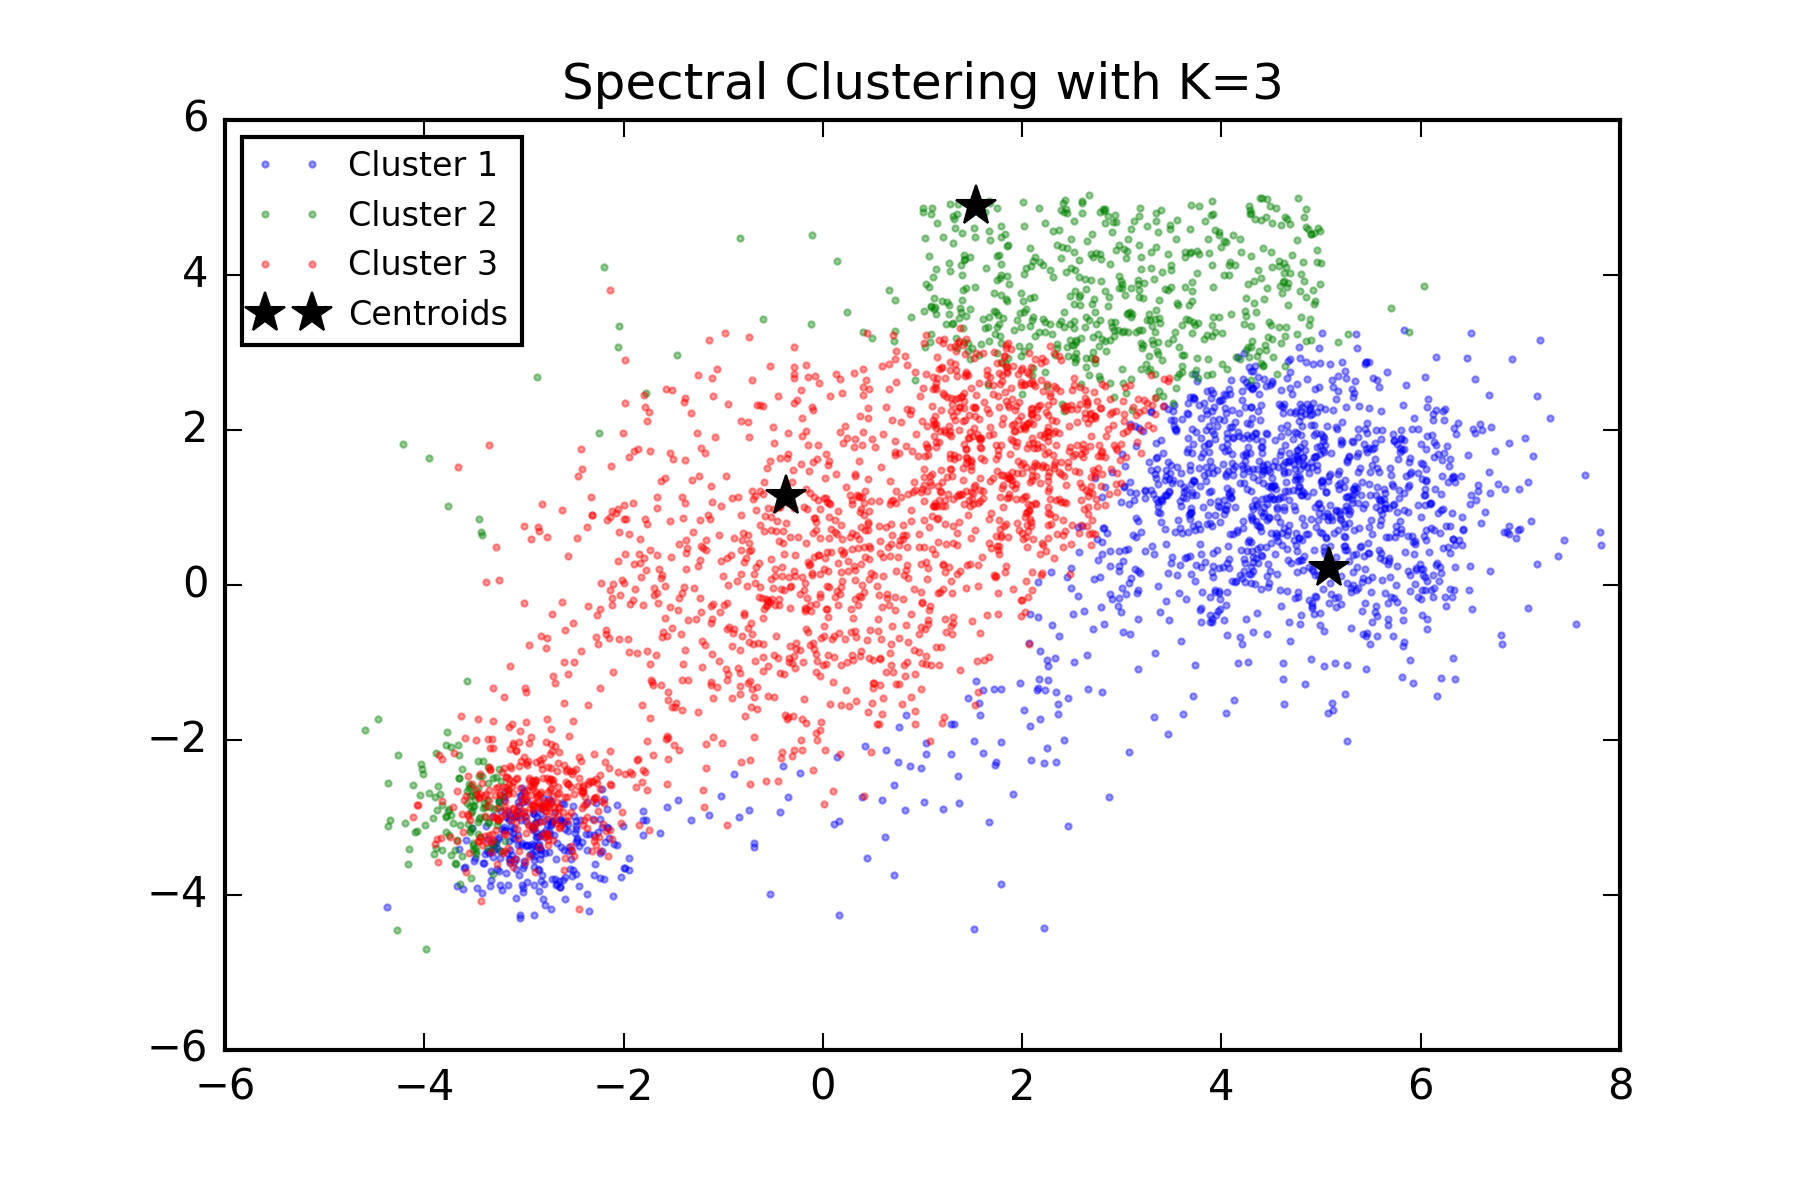 Spectral Clustering with K=3
6
Cluster 1
Cluster 2
Cluster 3
Centroids
4
2
0
−2
−4
−6
−6 −4 −2 0 2 4 6 8